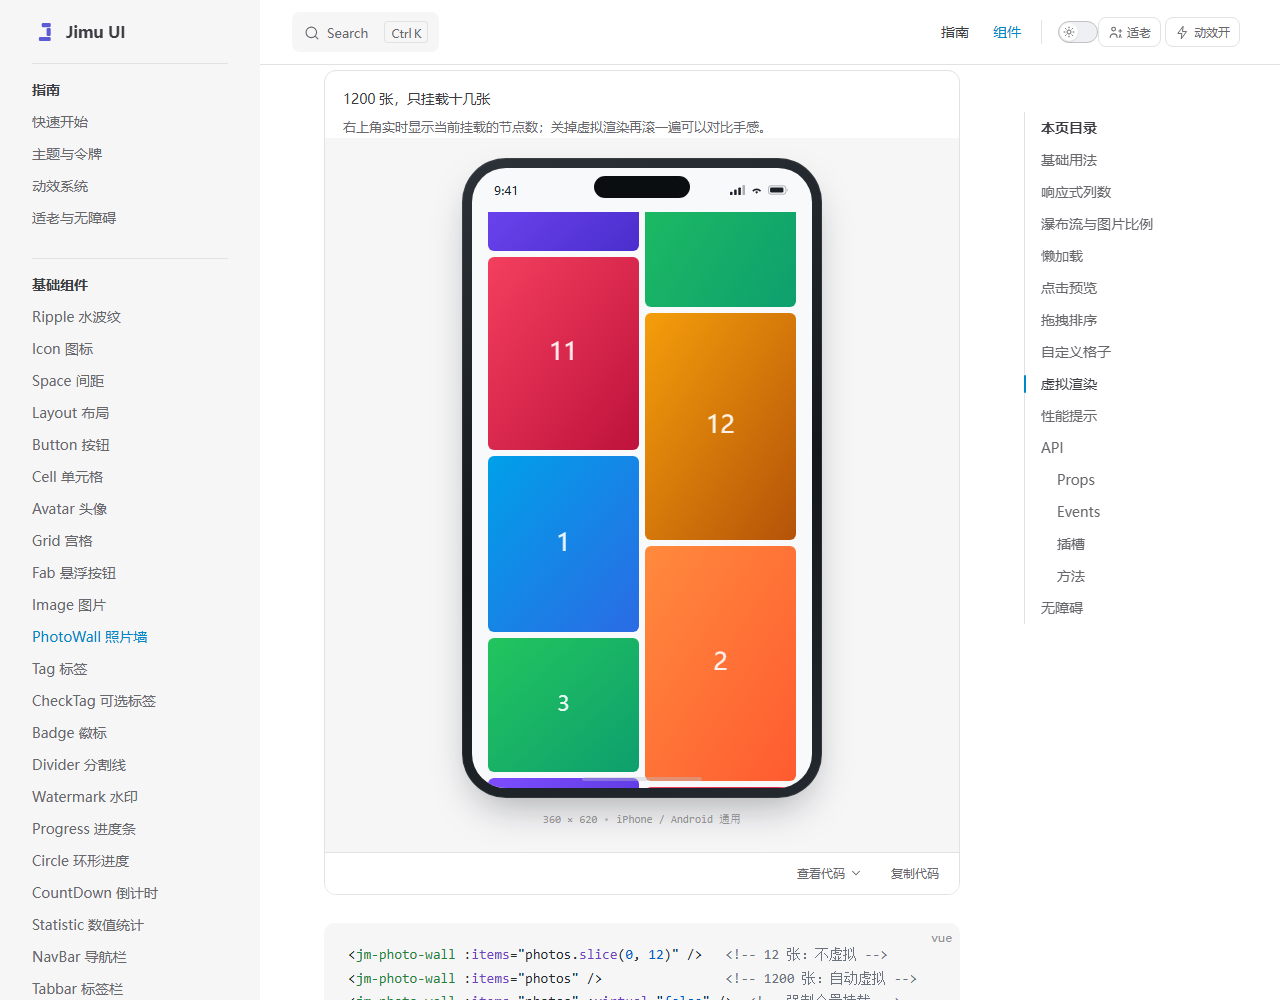 Jimu UI
Search
Ctrl K
指南
组件
适老
动效开
指南
快速开始
主题与令牌
动效系统
适老与无障碍
基础组件
Ripple 水波纹
Icon 图标
Space 间距
Layout 布局
Button 按钮
Cell 单元格
Avatar 头像
Grid 宫格
Fab 悬浮按钮
Image 图片
PhotoWall 照片墙
Tag 标签
CheckTag 可选标签
Badge 徽标
Divider 分割线
Watermark 水印
Progress 进度条
Circle 环形进度
CountDown 倒计时
Statistic 数值统计
NavBar 导航栏
Tabbar 标签栏
1200 张，只挂载十几张
右上角实时显示当前挂载的节点数；关掉虚拟渲染再滚一遍可以对比手感。
9:41
11
12
1
2
3
360 × 620 • iPhone / Android 通用
查看代码
复制代码
vue
<jm-photo-wall :items="photos.slice(0, 12)" /> <!-- 12 张：不虚拟 -->
<jm-photo-wall :items="photos" /> <!-- 1200 张：自动虚拟 -->
<jm-photo-wall :items="photos" :virtual="false" /> <!-- 强制全量挂载 -->
本页目录
基础用法
响应式列数
瀑布流与图片比例
懒加载
点击预览
拖拽排序
自定义格子
虚拟渲染
性能提示
API
Props
Events
插槽
方法
无障碍